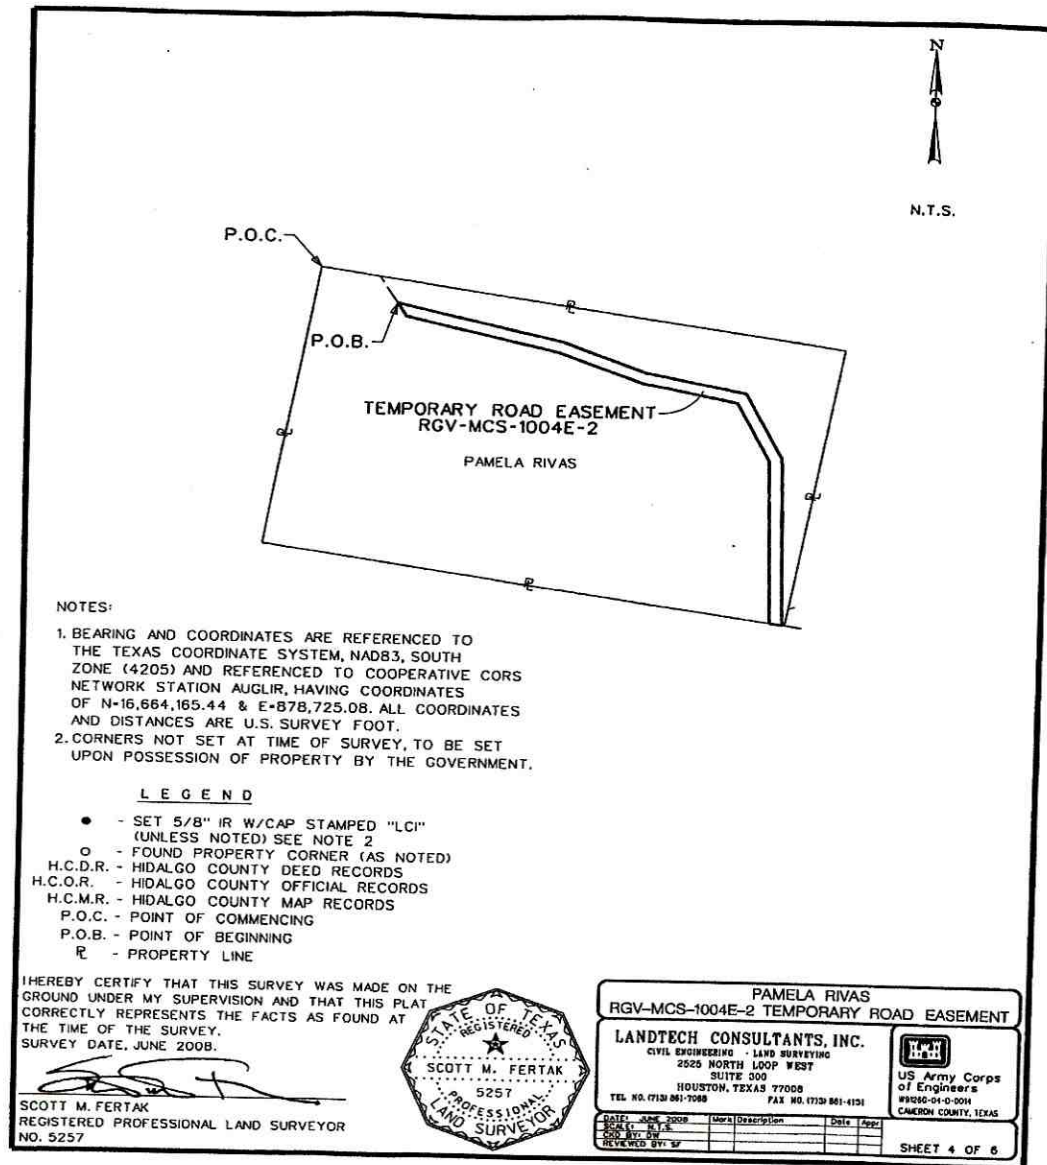 N
N.T.S.
P.O.C.
P.O.B.
TEMPORARY ROAD EASEMENT
RGV-MCS-1004E-2
PAMELA RIVAS
NOTES:
1. BEARING AND COORDINATES ARE REFERENCED TO
THE TEXAS COORDINATE SYSTEM, NAD83, SOUTH
ZONE (4205) AND REFERENCED TO COOPERATIVE CORS
NETWORK STATION AUGLIR, HAVING COORDINATES
OF N=16,664,165.44 & E=878,725.08. ALL COORDINATES
AND DISTANCES ARE U.S. SURVEY FOOT.
2. CORNERS NOT SET AT TIME OF SURVEY, TO BE SET
UPON POSSESSION OF PROPERTY BY THE GOVERNMENT.
LEGEND
● - SET 5/8" IR W/CAP STAMPED "LCI"
(UNLESS NOTED) SEE NOTE 2
O - FOUND PROPERTY CORNER (AS NOTED)
H.C.D.R. - HIDALGO COUNTY DEED RECORDS
H.C.O.R. - HIDALGO COUNTY OFFICIAL RECORDS
H.C.M.R. - HIDALGO COUNTY MAP RECORDS
P.O.C. - POINT OF COMMENCING
P.O.B. - POINT OF BEGINNING
PL - PROPERTY LINE
I HEREBY CERTIFY THAT THIS SURVEY WAS MADE ON THE
GROUND UNDER MY SUPERVISION AND THAT THIS PLAT
CORRECTLY REPRESENTS THE FACTS AS FOUND AT
THE TIME OF THE SURVEY.
SURVEY DATE, JUNE 2008.
SCOTT M. FERTAK
REGISTERED PROFESSIONAL LAND SURVEYOR
NO. 5257
STATE OF TEXAS
REGISTERED
SCOTT M. FERTAK
5257
PROFESSIONAL
LAND SURVEYOR
PAMELA RIVAS
RGV-MCS-1004E-2 TEMPORARY ROAD EASEMENT
LANDTECH CONSULTANTS, INC.
CIVIL ENGINEERING - LAND SURVEYING
2525 NORTH LOOP WEST
SUITE 300
HOUSTON, TEXAS 77008
TEL NO. (713) 861-7068 FAX NO. (713) 861-4131
US Army Corps
of Engineers
W9126G-04-D-0014
CAMERON COUNTY, TEXAS
DATE: JUNE 2008 Mark Description Date Appr
SCALE: N.T.S.
CKD BY: DW
REVIEWED BY: SF
SHEET 4 OF 6